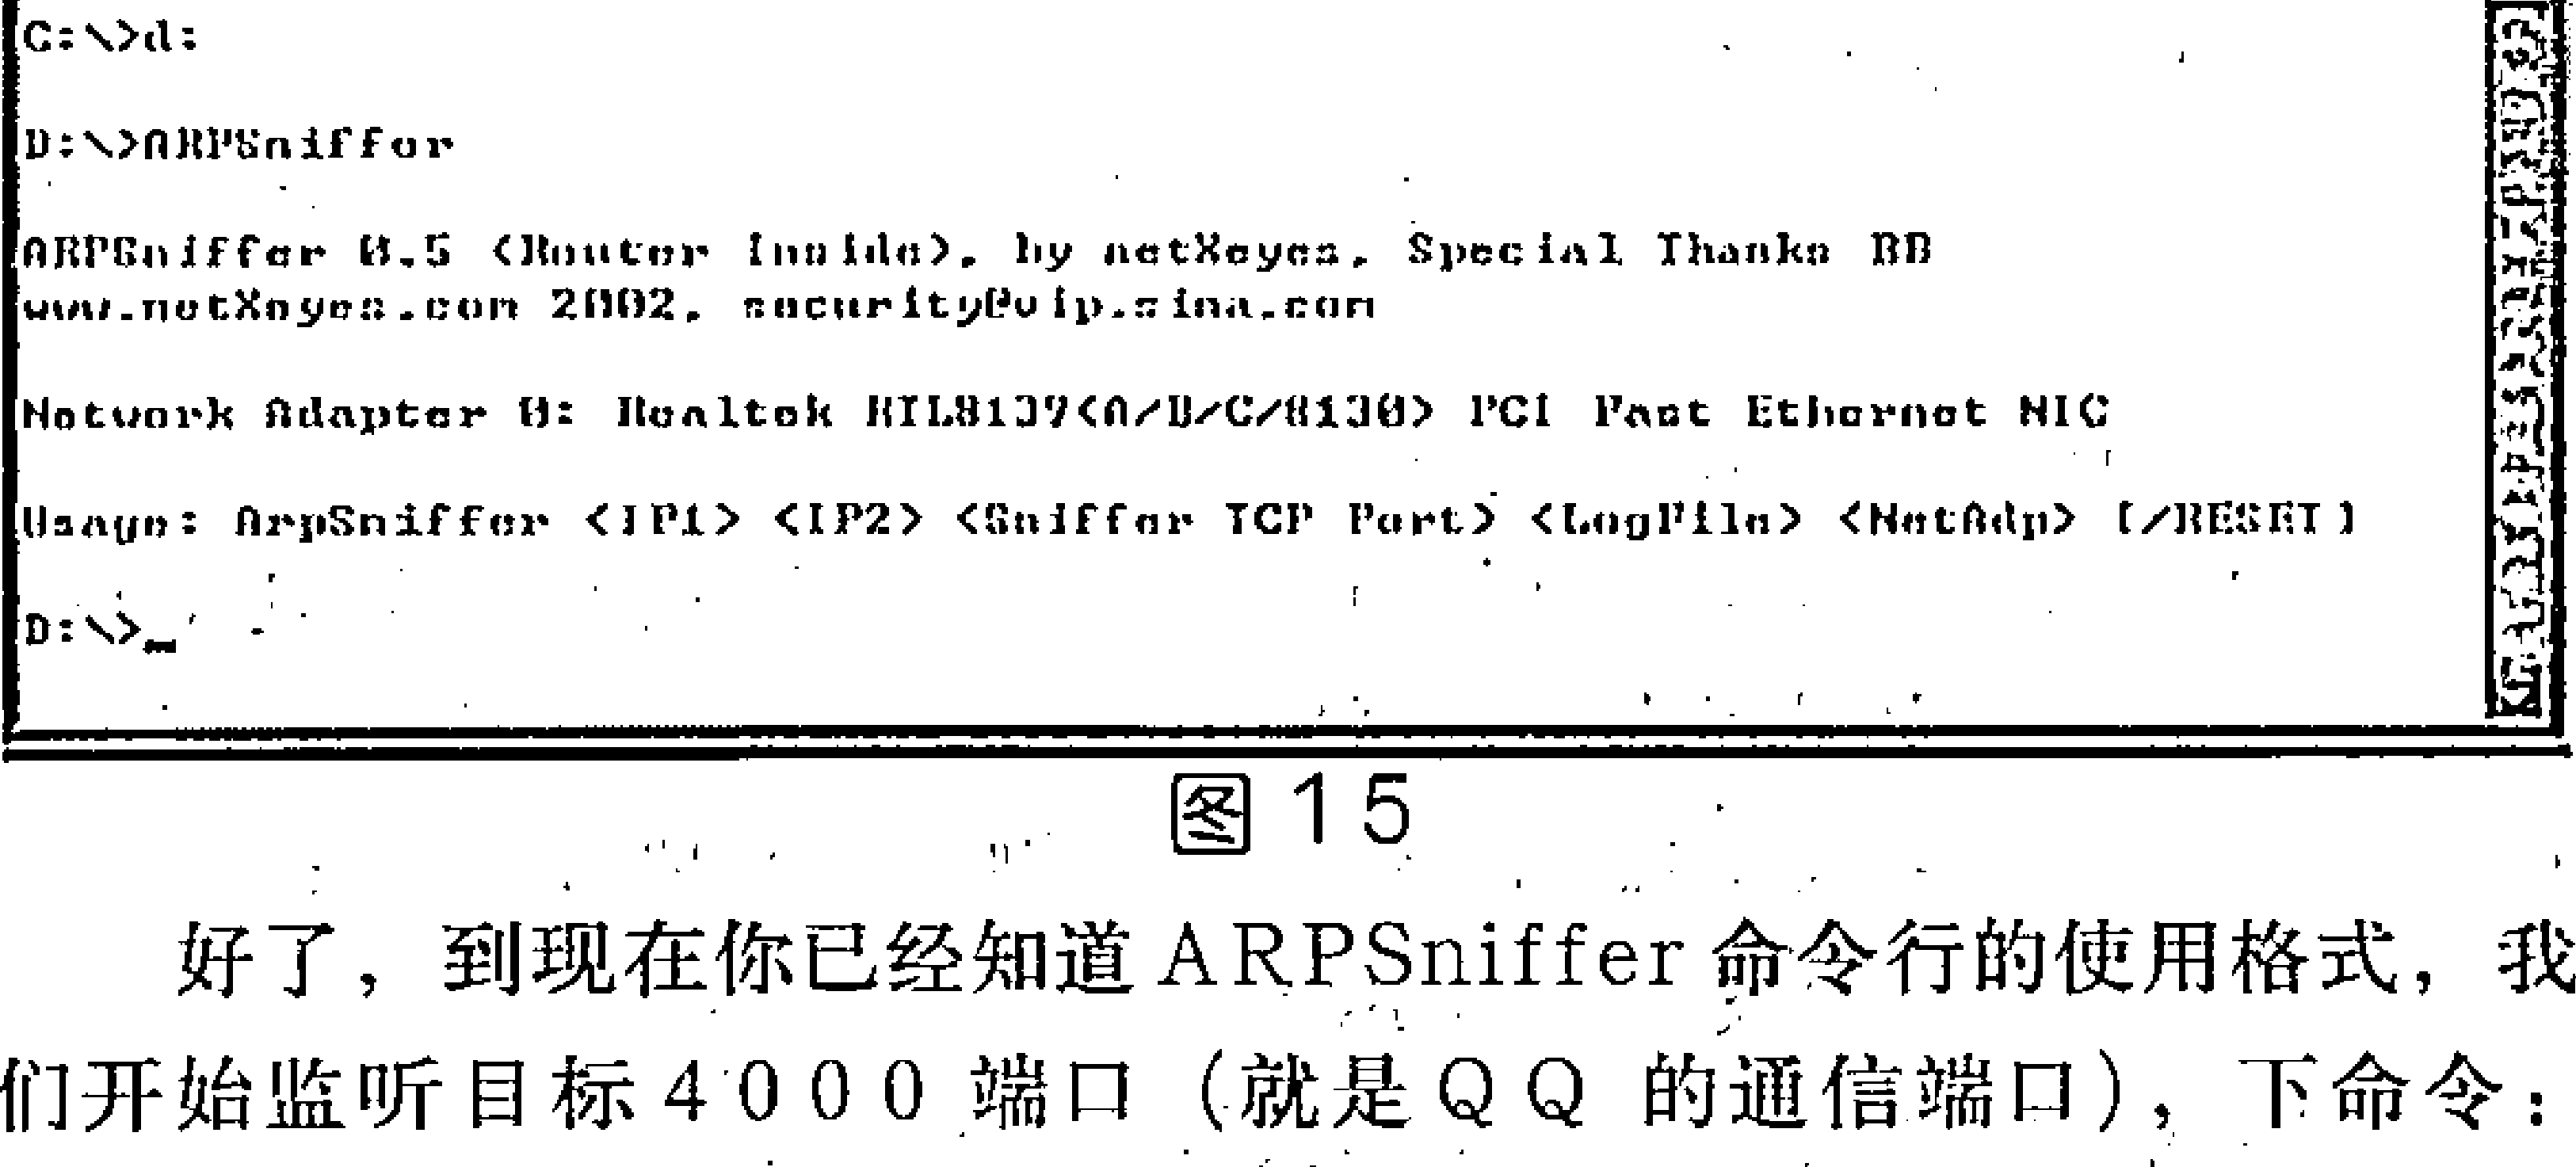 C:\>d:
D:\>ARPSniffer
ARPSniffer 0.5 (Router Inside), by netXeyes, Special Thanks BB
www.netXeyes.com 2002, security@vip.sina.com
Network Adapter 0: Realtek RTL8139(A/B/C/8130) PCI Fast Ethernet NIC
Usage: ArpSniffer <IP1> <IP2> <Sniffer TCP Port> <LogFile> <NetAdp> [/RESET]
D:\>_
图15
好了，到现在你已经知道ARPSniffer命令行的使用格式，我
们开始监听目标4000端口（就是QQ 的通信端口），下命令：